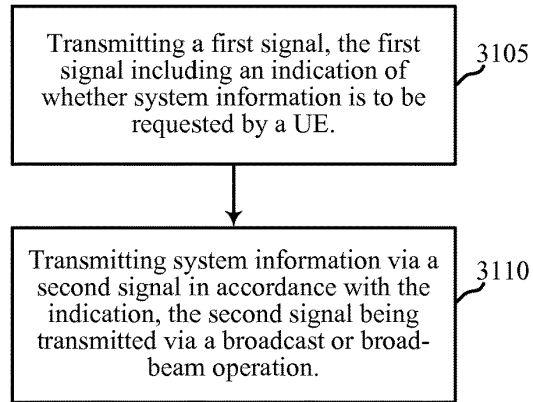 Transmitting a first signal, the first
signal including an indication of
whether system information is to be
requested by a UE.
3105
Transmitting system information via a
second signal in accordance with the
indication, the second signal being
transmitted via a broadcast or broad-
beam operation.
3110